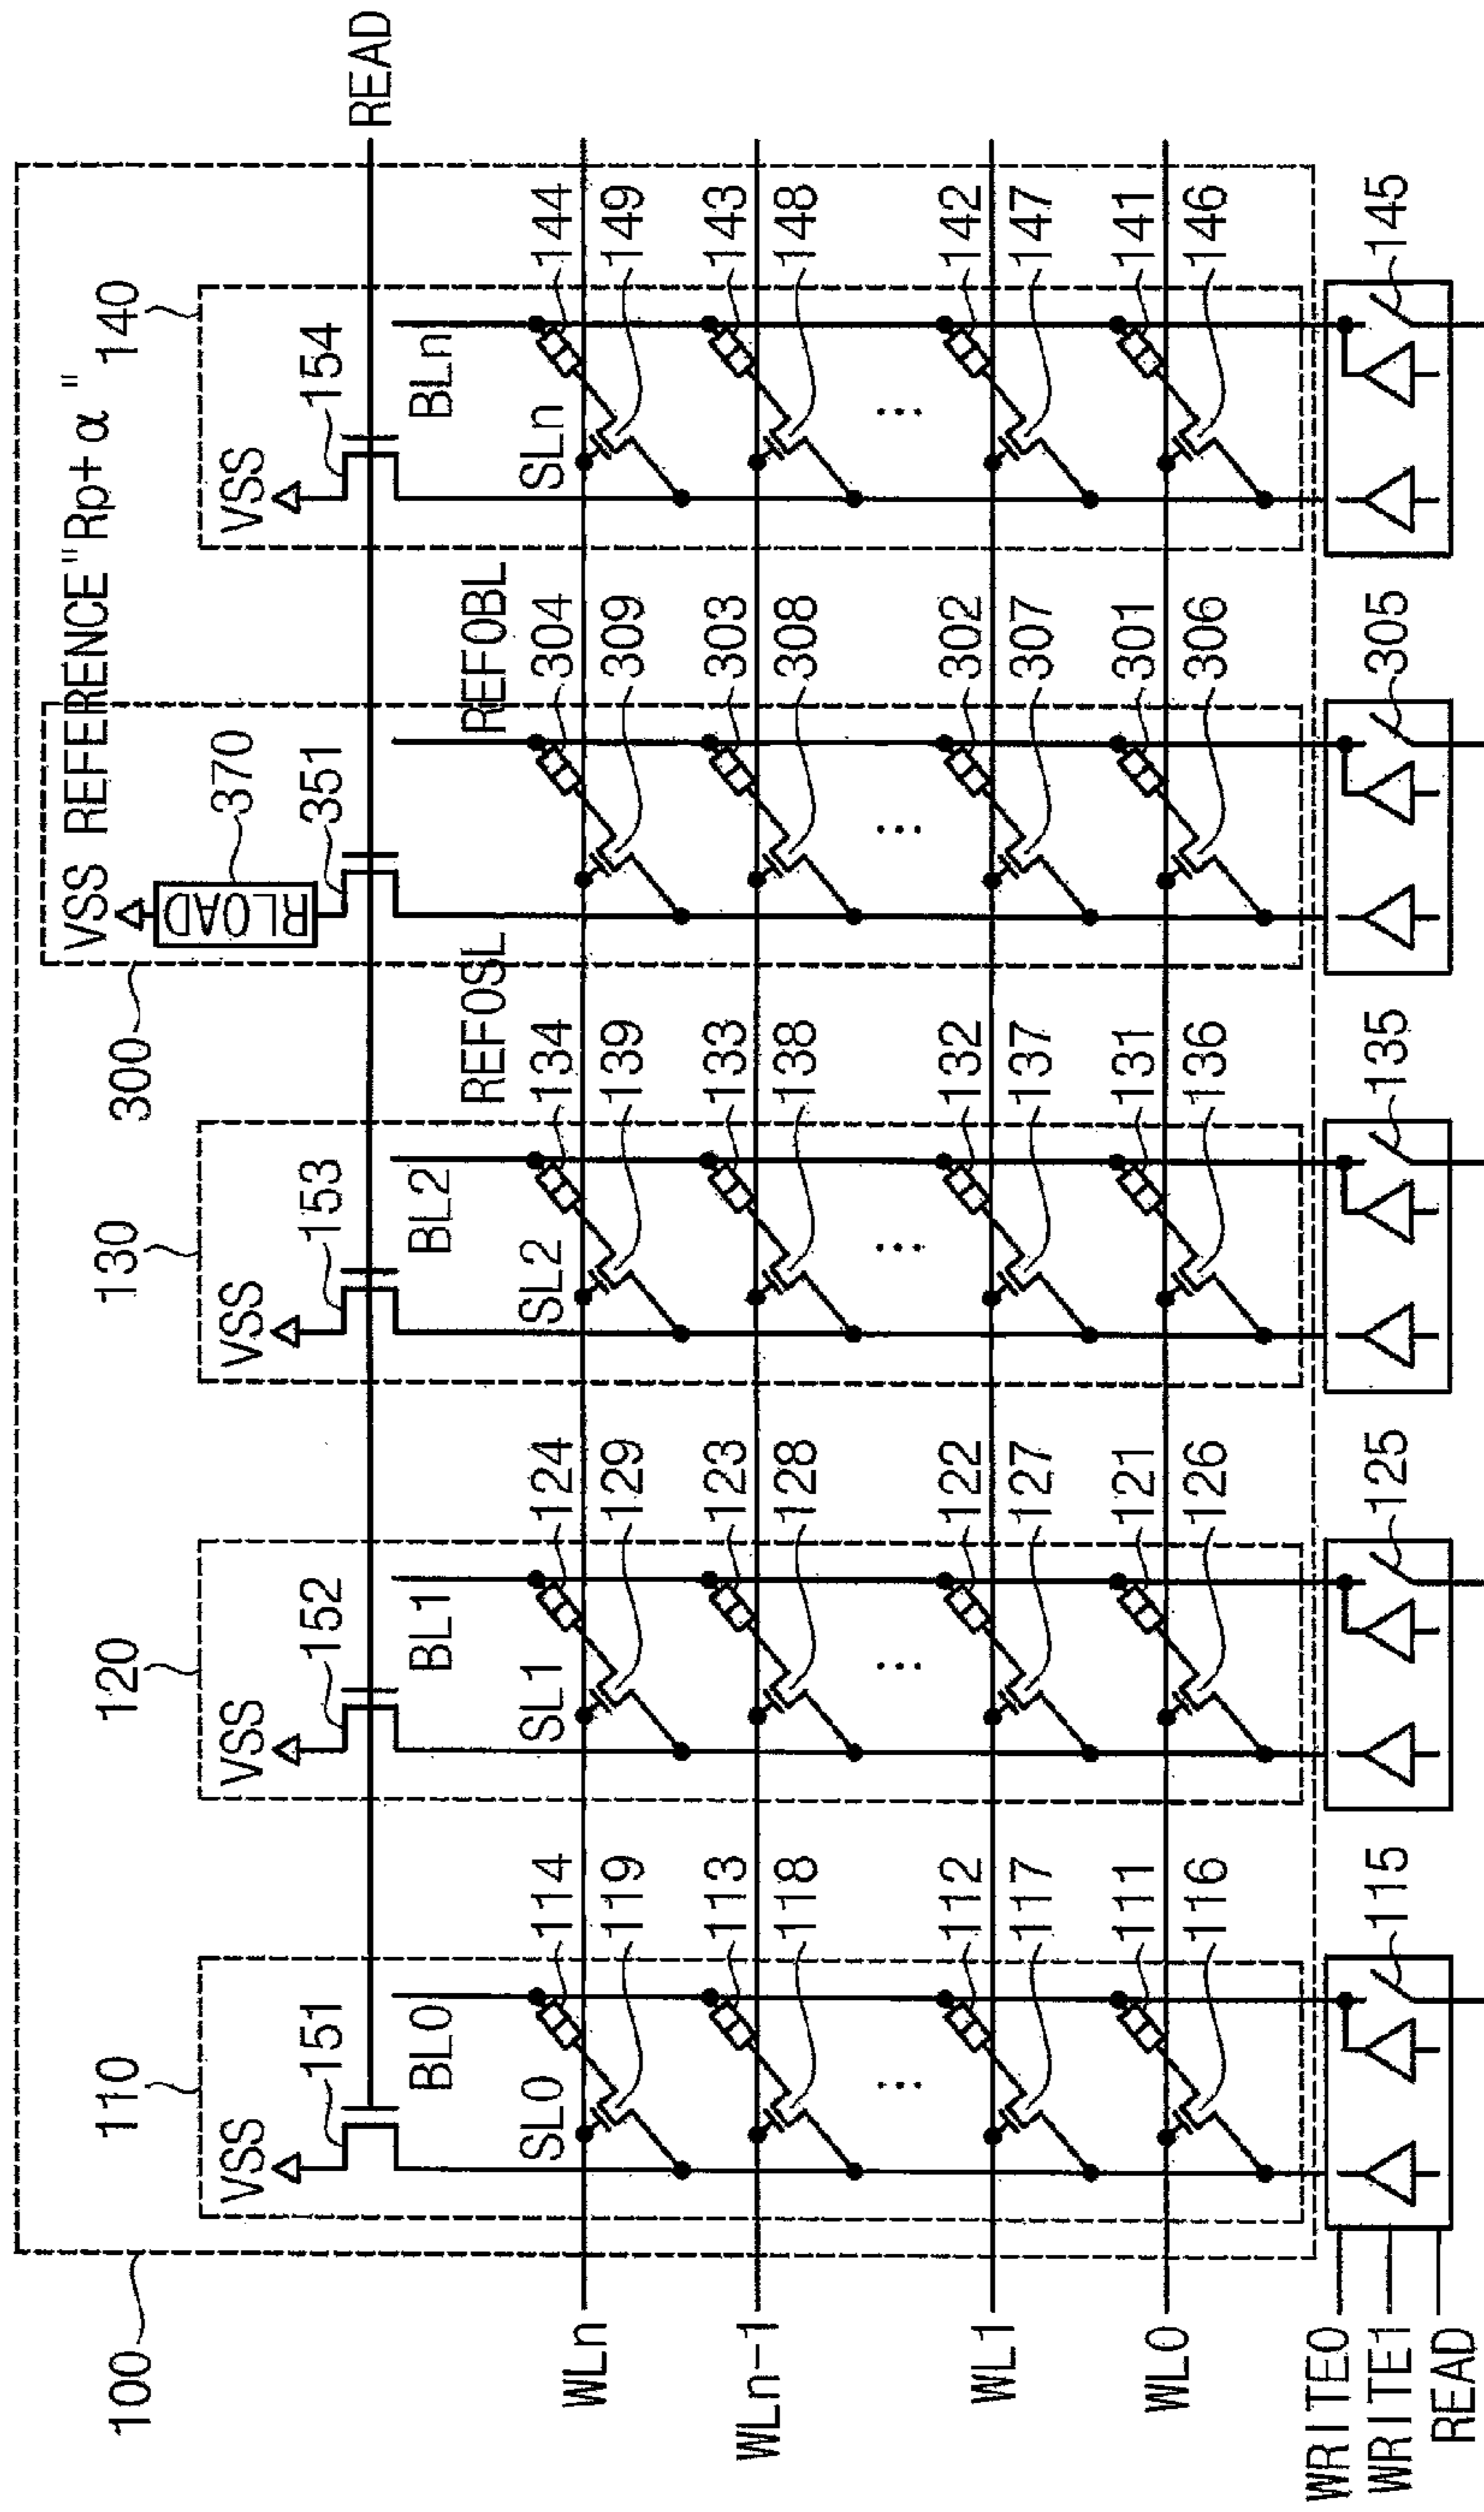 VSS REFERENCE"Rp+α"
100 110 120 130 300 140
VSS VSS VSS RLOAD 370 VSS
151 152 153 351 154
READ
BL0 BL1 BL2 BLn
REF0SL REF0BL
SL0 114 SL1 124 SL2 134 304 SLn 144
WLn 119 129 139 309 149
113 123 133 303 143
WLn-1 118 128 138 308 148
... ... ... ... ...
112 122 132 302 142
WL1 117 127 137 307 147
111 121 131 301 141
WL0 116 126 136 306 146
WRITE0
WRITE1 115 125 135 305 145
READ